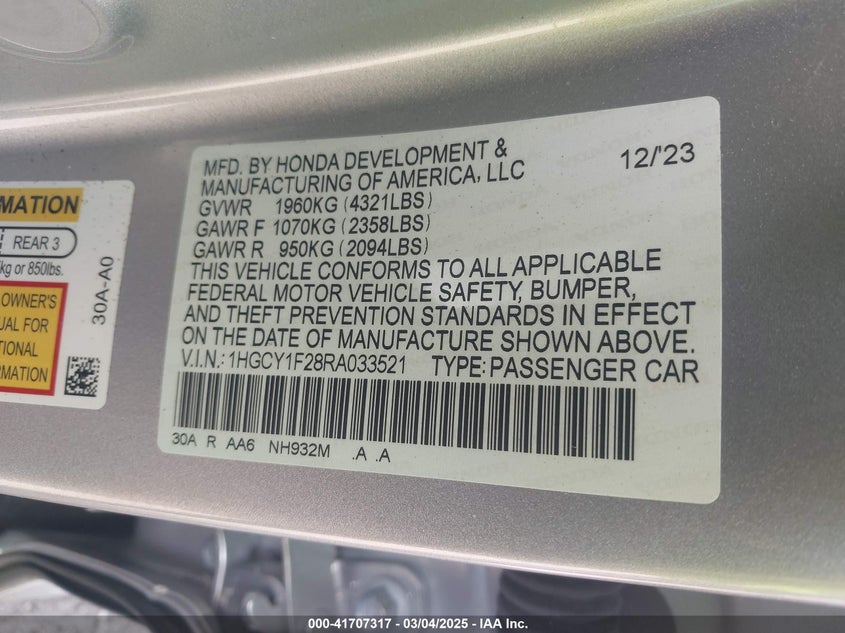 MATION
REAR 3
kg or 850lbs.
OWNER'S
UAL FOR
TIONAL
RMATION
30A-A0
MFD. BY HONDA DEVELOPMENT &
MANUFACTURING OF AMERICA, LLC
12/'23
GVWR 1960KG (4321LBS)
GAWR F 1070KG (2358LBS)
GAWR R 950KG (2094LBS)
THIS VEHICLE CONFORMS TO ALL APPLICABLE
FEDERAL MOTOR VEHICLE SAFETY, BUMPER,
AND THEFT PREVENTION STANDARDS IN EFFECT
ON THE DATE OF MANUFACTURE SHOWN ABOVE.
V.I.N.: 1HGCY1F28RA033521 TYPE: PASSENGER CAR
30A R AA6 NH932M .A .A
000-41707317 - 03/04/2025 - IAA Inc.